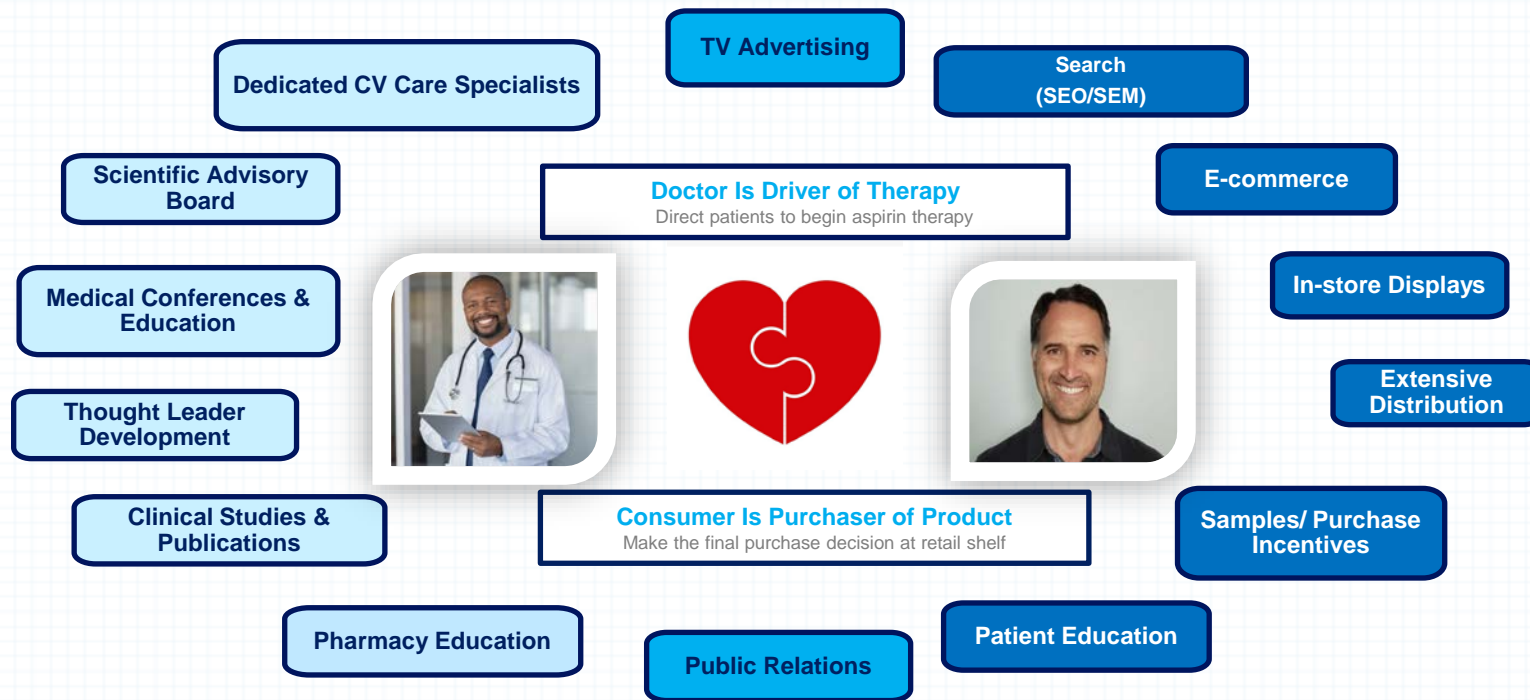 TV Advertising
Dedicated CV Care Specialists
Search
(SEO/SEM)
Scientific Advisory
Board
Doctor Is Driver of Therapy
Direct patients to begin aspirin therapy
E-commerce
Medical Conferences &
Education
In-store Displays
Thought Leader
Development
Extensive
Distribution
Clinical Studies &
Publications
Consumer Is Purchaser of Product
Make the final purchase decision at retail shelf
Samples/ Purchase
Incentives
Pharmacy Education
Public Relations
Patient Education